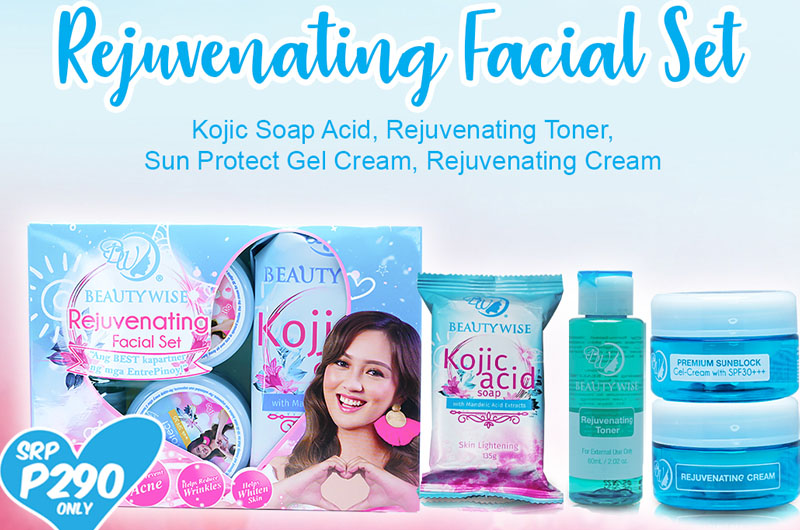 Rejuvenating Facial Set
Kojic Soap Acid, Rejuvenating Toner,
Sun Protect Gel Cream, Rejuvenating Cream
BW
BEAUTYWISE
Rejuvenating
Facial Set
"Ang BEST kapartner
ng mga EntrePinoy"
BEAUTY
Kojic
SRP
P290
ONLY
Prevent
Acne
Helps Reduce
Wrinkles
Helps
Whiten
Skin
BW
BEAUTYWISE
Kojic
acid
soap
with Mandelic Acid Extracts
Skin Lightening
135g
BW
BEAUTYWISE
Rejuvenating
Toner
For External Use Only
60mL / 2.02 oz
BW
PREMIUM SUNBLOCK
Gel-Cream with SPF30+++
BW
REJUVENATING CREAM